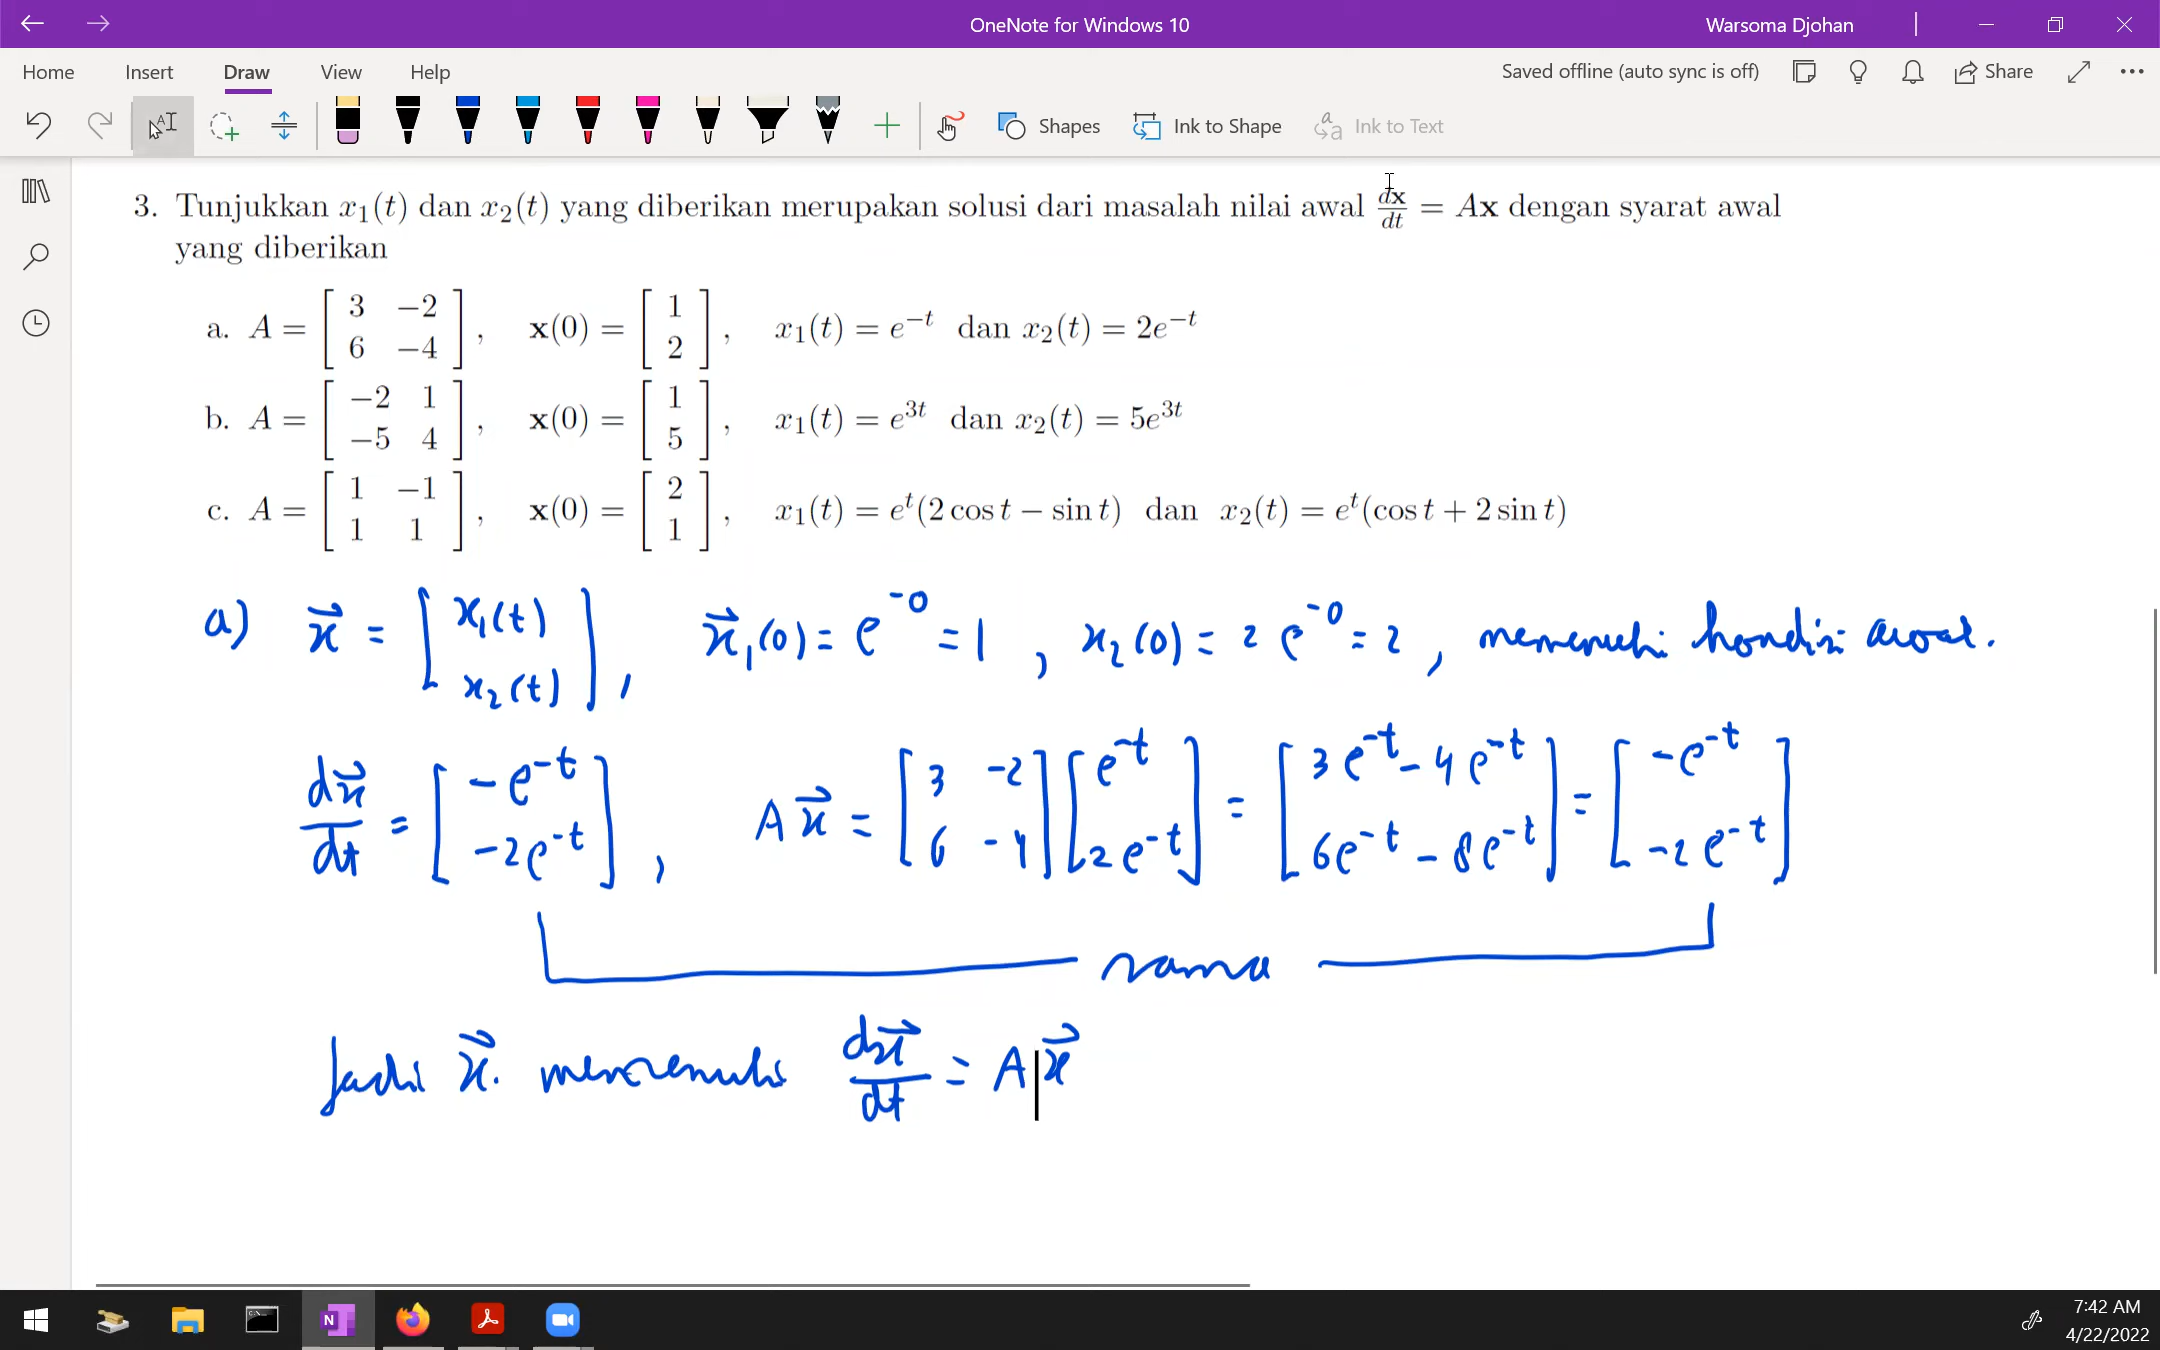 OneNote for Windows 10
Warsoma Djohan
Home Insert Draw View Help
Saved offline (auto sync is off)
Share
Shapes
Ink to Shape
Ink to Text
3. Tunjukkan x₁(t) dan x₂(t) yang diberikan merupakan solusi dari masalah nilai awal dx/dt = Ax dengan syarat awal
yang diberikan
a. A = [3 −2; 6 −4], x(0) = [1; 2], x₁(t) = e^{−t} dan x₂(t) = 2e^{−t}
b. A = [−2 1; −5 4], x(0) = [1; 5], x₁(t) = e^{3t} dan x₂(t) = 5e^{3t}
c. A = [1 −1; 1 1], x(0) = [2; 1], x₁(t) = e^t(2 cos t − sin t) dan x₂(t) = e^t(cos t + 2 sin t)
a) x⃗ = [x₁(t); x₂(t)], x⃗₁(0) = e^{-0} = 1, x₂(0) = 2e^{-0} = 2, memenuhi kondisi awal.
dx⃗/dt = [-e^{-t}; -2e^{-t}], Ax⃗ = [3 -2; 6 -4][e^{-t}; 2e^{-t}] = [3e^{-t} - 4e^{-t}; 6e^{-t} - 8e^{-t}] = [-e^{-t}; -2e^{-t}]
sama
Jadi x⃗. memenuhi dx⃗/dt = Ax⃗
7:42 AM
4/22/2022